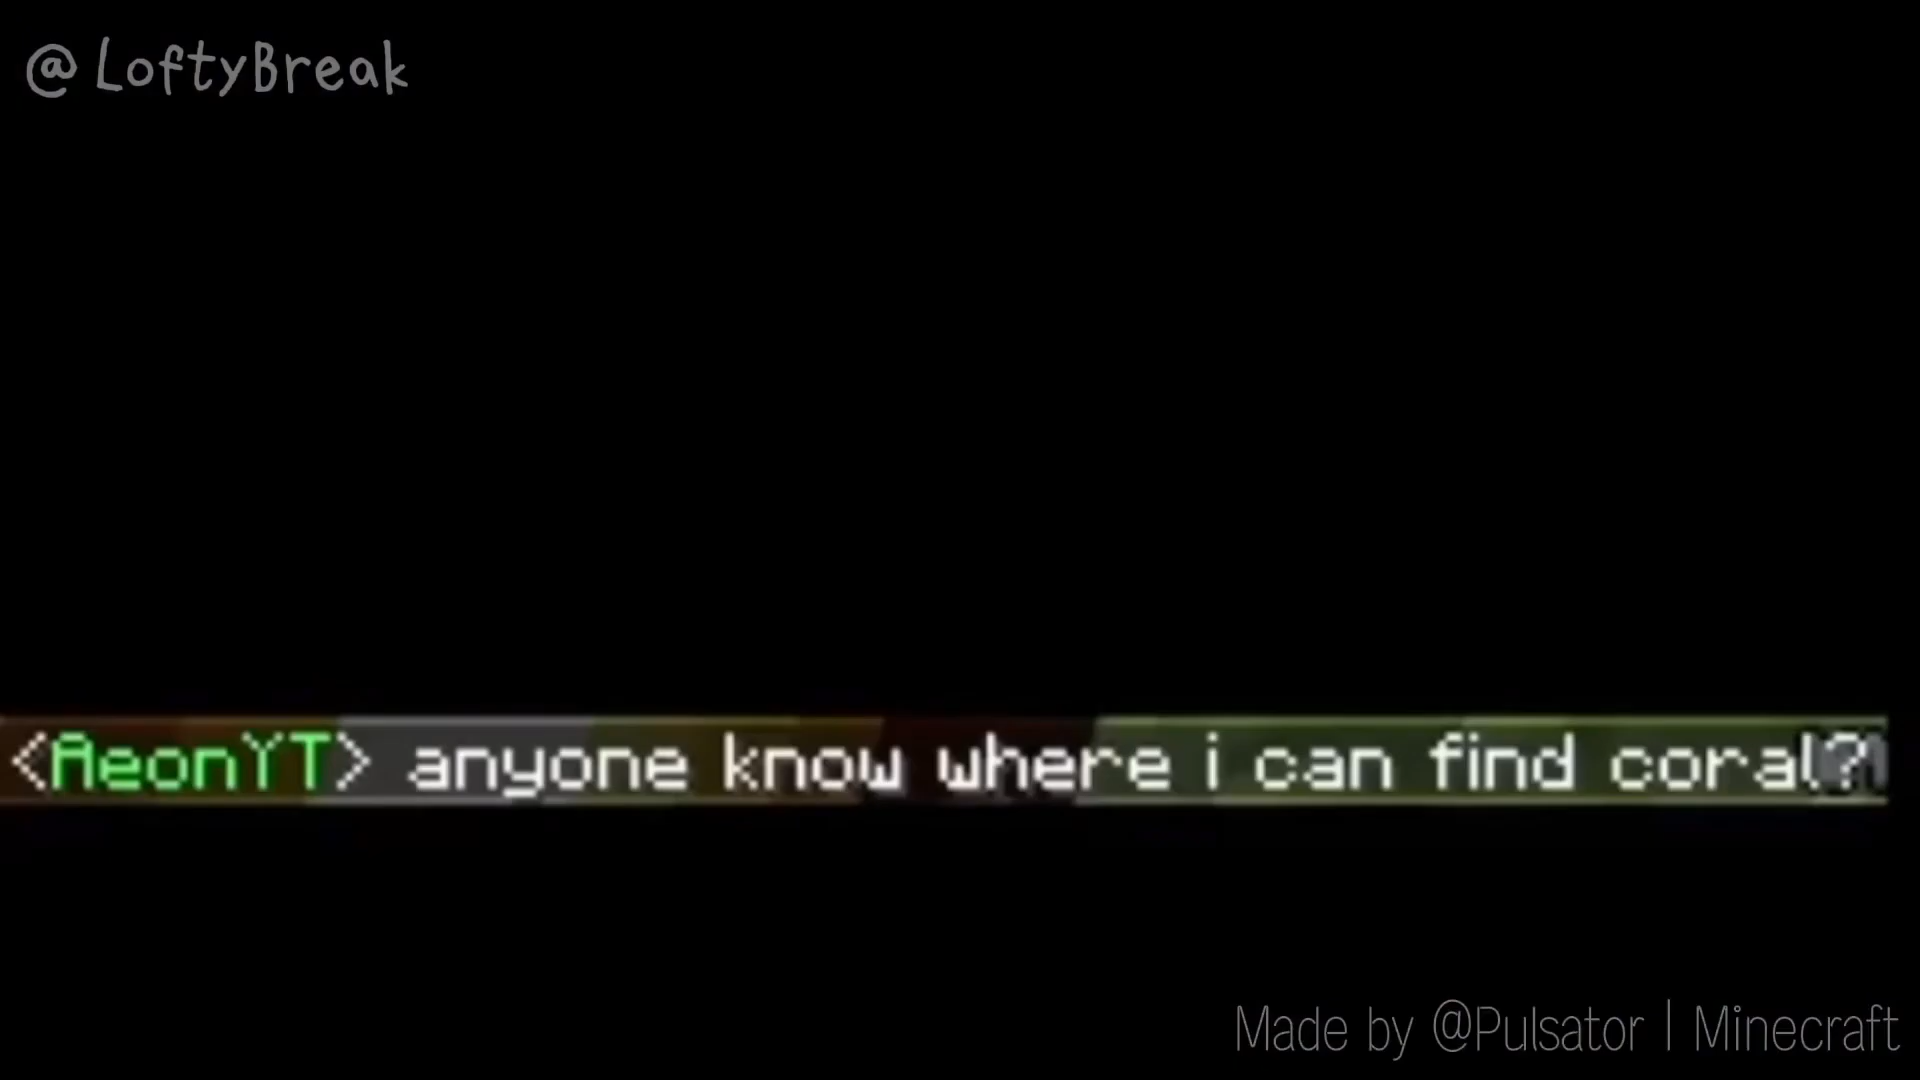 @LoftyBreak
<AeonYT> anyone know where i can find coral?
Made by @Pulsator | Minecraft